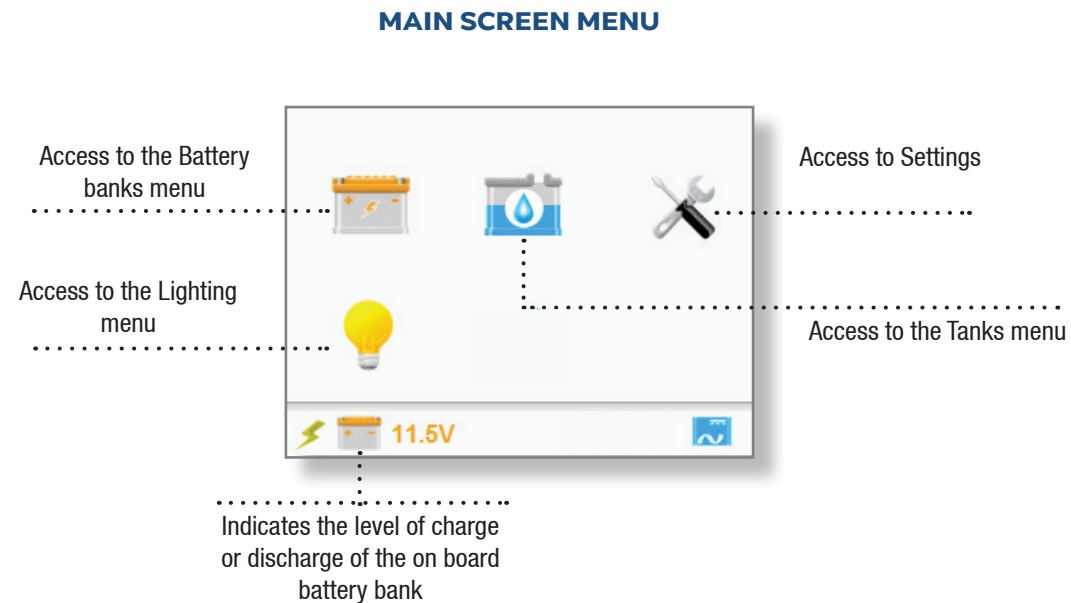 MAIN SCREEN MENU
Access to the Battery
banks menu
Access to Settings
Access to the Lighting
menu
Access to the Tanks menu
11.5V
Indicates the level of charge
or discharge of the on board
battery bank